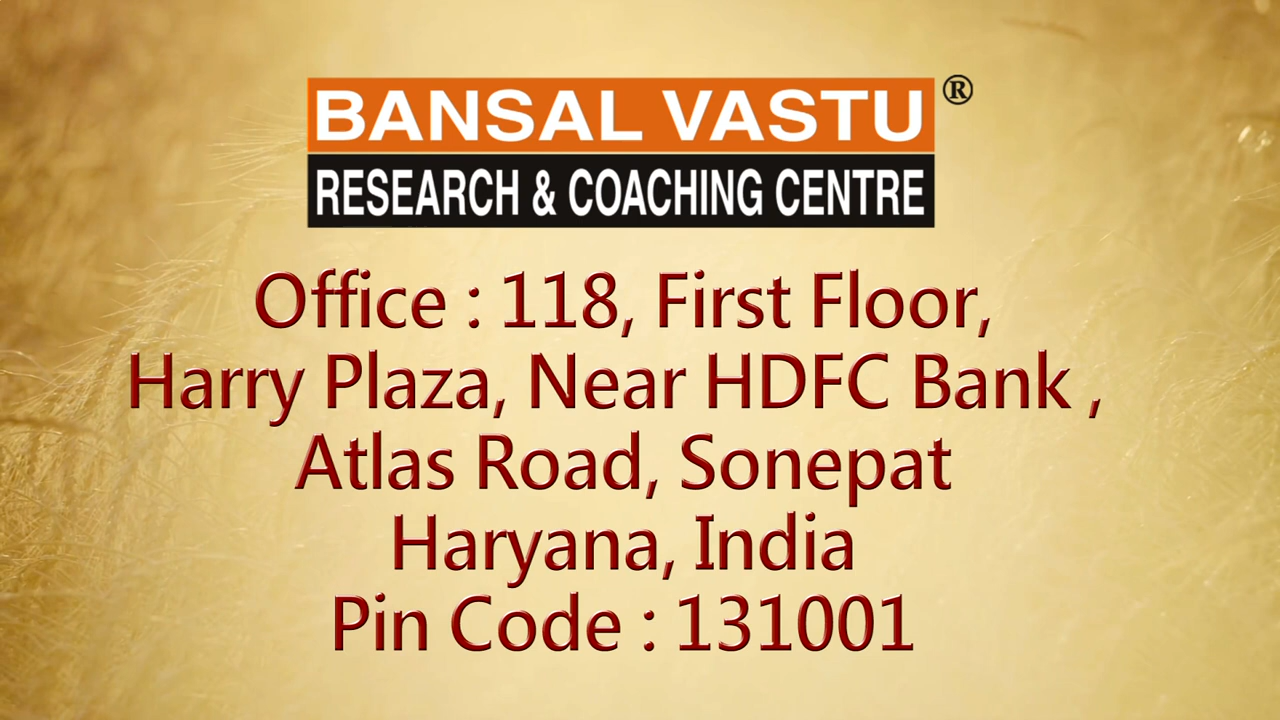 BANSAL VASTU ®
RESEARCH & COACHING CENTRE
Office : 118, First Floor,
Harry Plaza, Near HDFC Bank ,
Atlas Road, Sonepat
Haryana, India
Pin Code : 131001